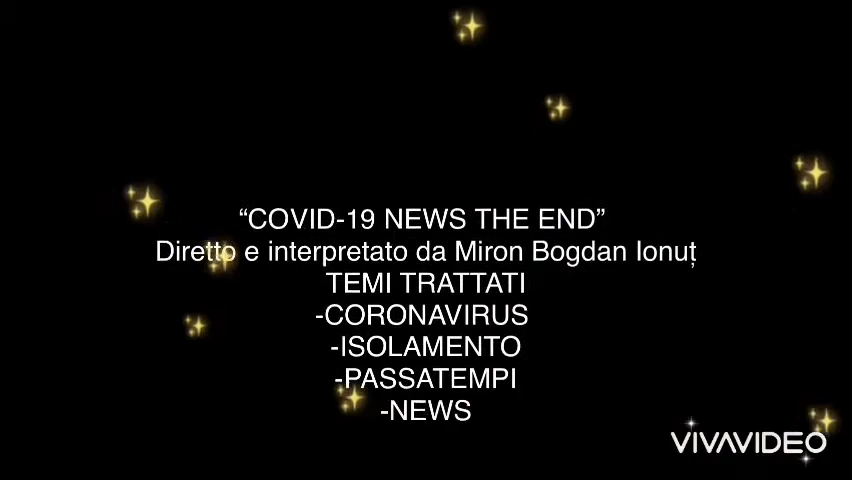 “COVID-19 NEWS THE END”
Diretto e interpretato da Miron Bogdan Ionuț
TEMI TRATTATI
-CORONAVIRUS
-ISOLAMENTO
-PASSATEMPI
-NEWS
VIVAVIDEO